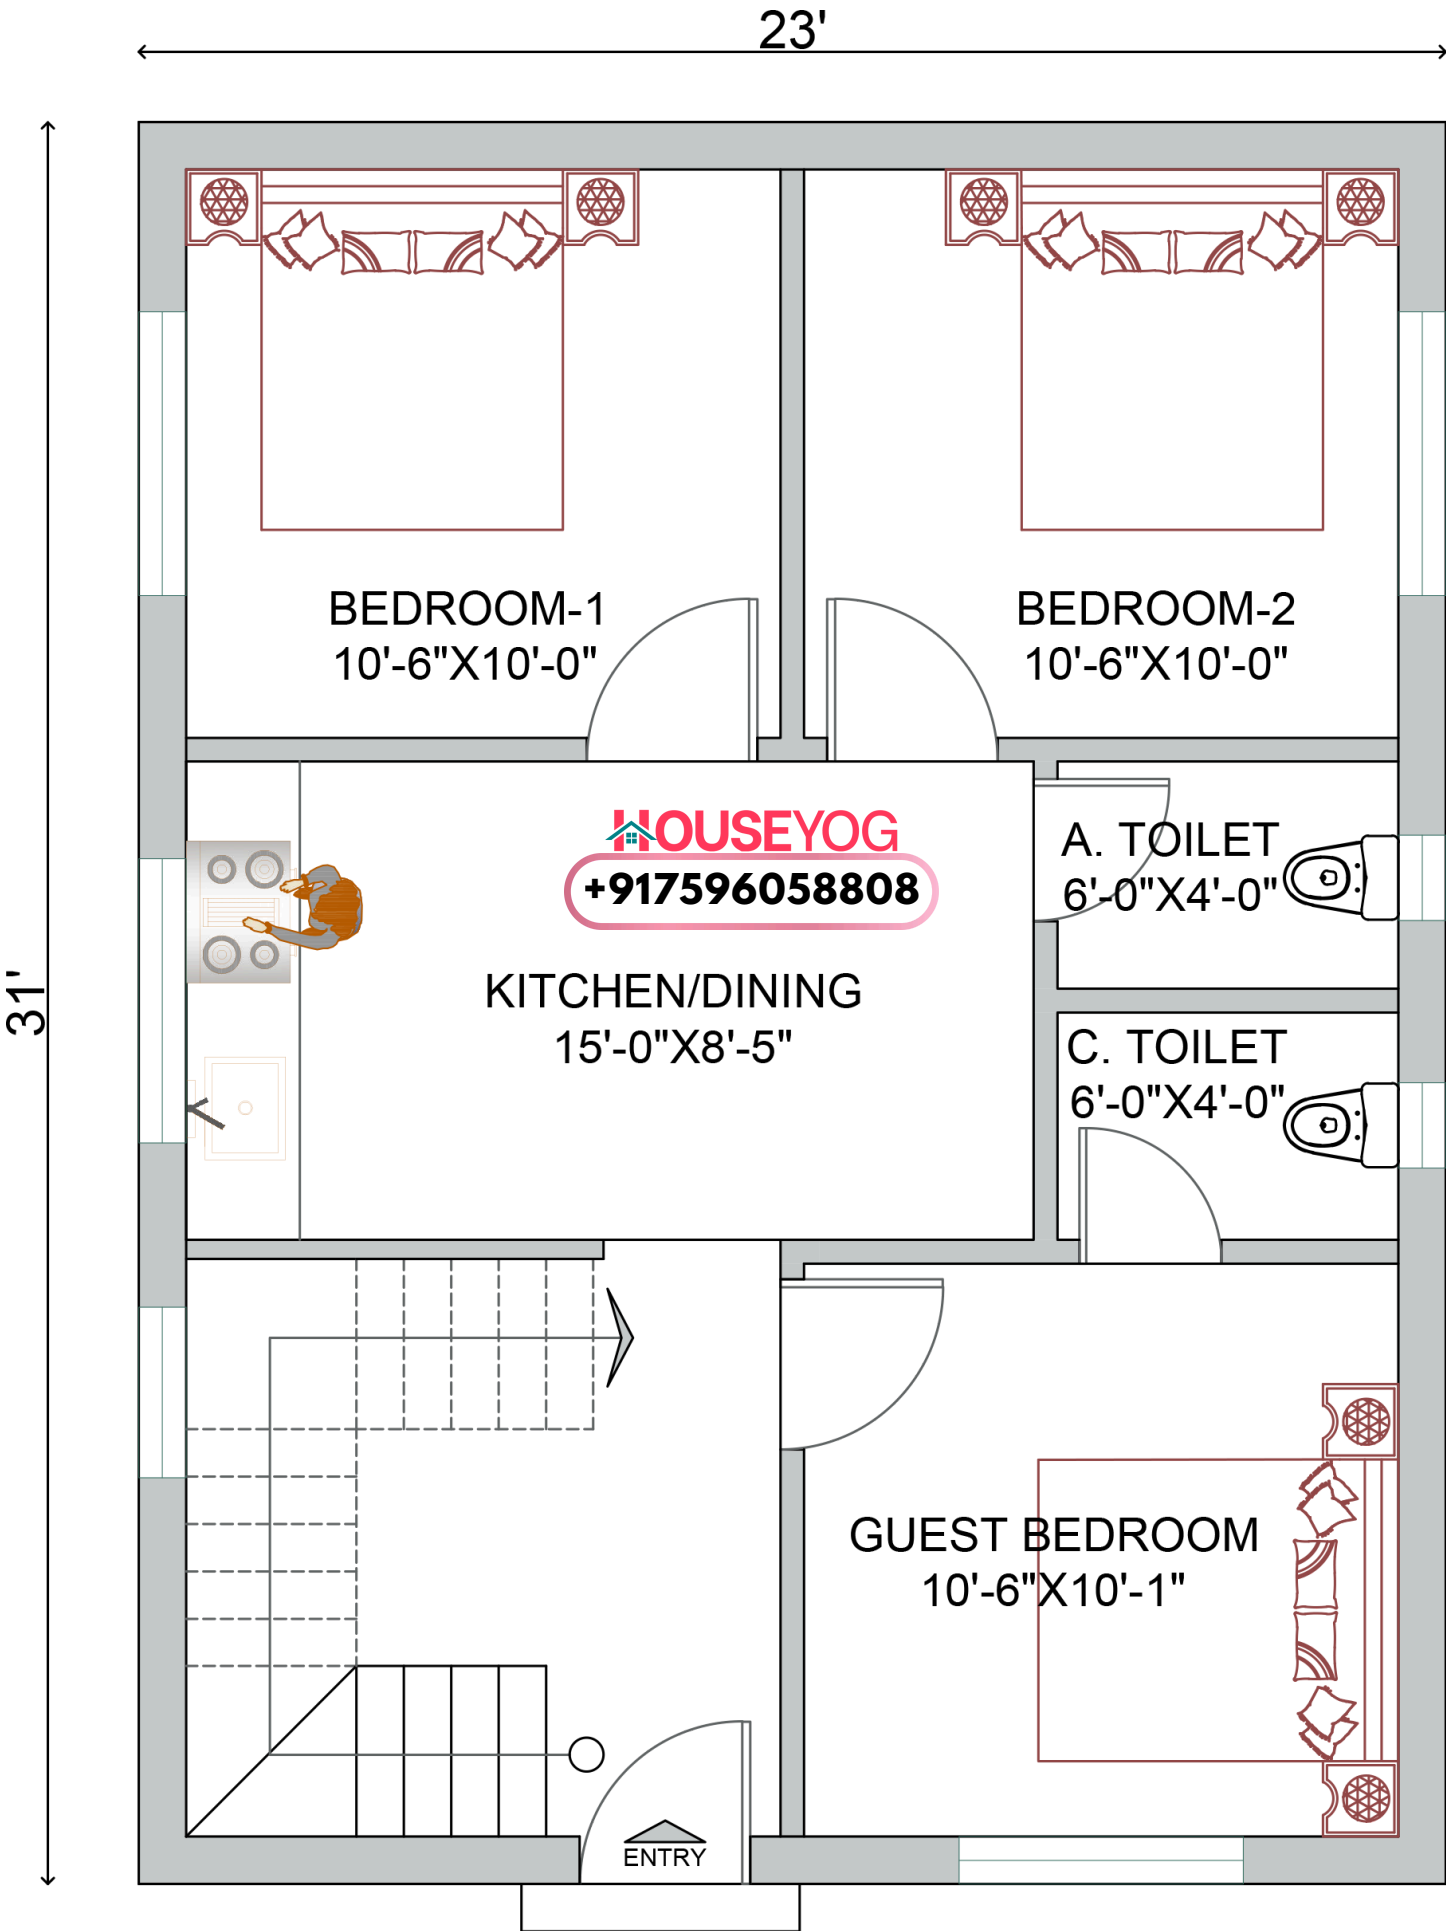 23'
31'
BEDROOM-1
10'-6"X10'-0"
BEDROOM-2
10'-6"X10'-0"
HOUSEYOG
+917596058808
A. TOILET
6'-0"X4'-0"
KITCHEN/DINING
15'-0"X8'-5"
C. TOILET
6'-0"X4'-0"
GUEST BEDROOM
10'-6"X10'-1"
ENTRY